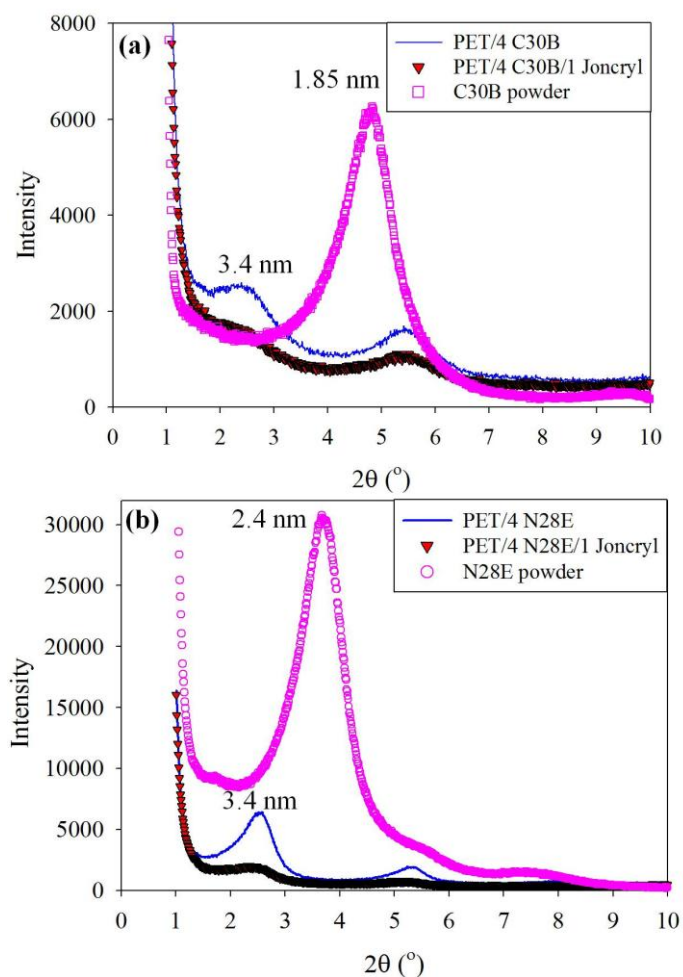 (a)
PET/4 C30B
PET/4 C30B/1 Joncryl
C30B powder
1.85 nm
3.4 nm
Intensity
8000
6000
4000
2000
0
0 1 2 3 4 5 6 7 8 9 10
2θ (°)
(b)
PET/4 N28E
PET/4 N28E/1 Joncryl
N28E powder
2.4 nm
3.4 nm
Intensity
30000
25000
20000
15000
10000
5000
0
0 1 2 3 4 5 6 7 8 9 10
2θ (°)